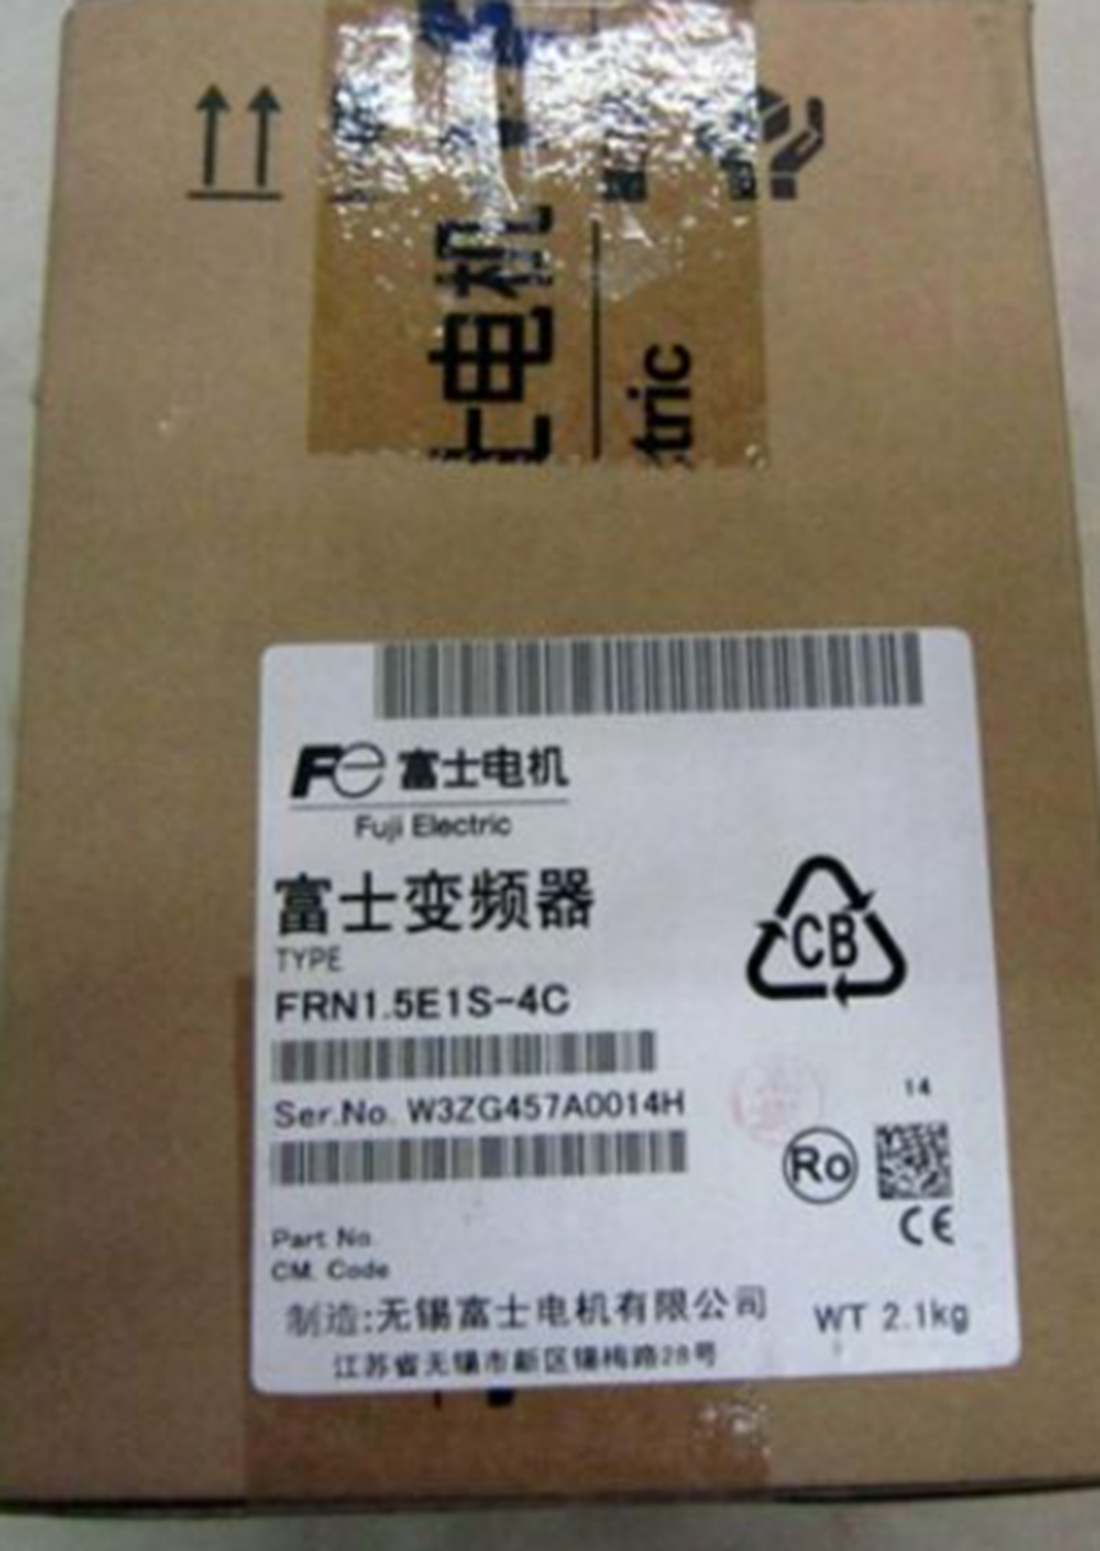 士电机
tric
Fe 富士电机
Fuji Electric
富士变频器
TYPE
FRN1.5E1S-4C
CB
Ser.No. W3ZG457A0014H
14
Ro
CE
Part No
CM. Code
制造:无锡富士电机有限公司
WT 2.1kg
江苏省无锡市新区锡梅路28号